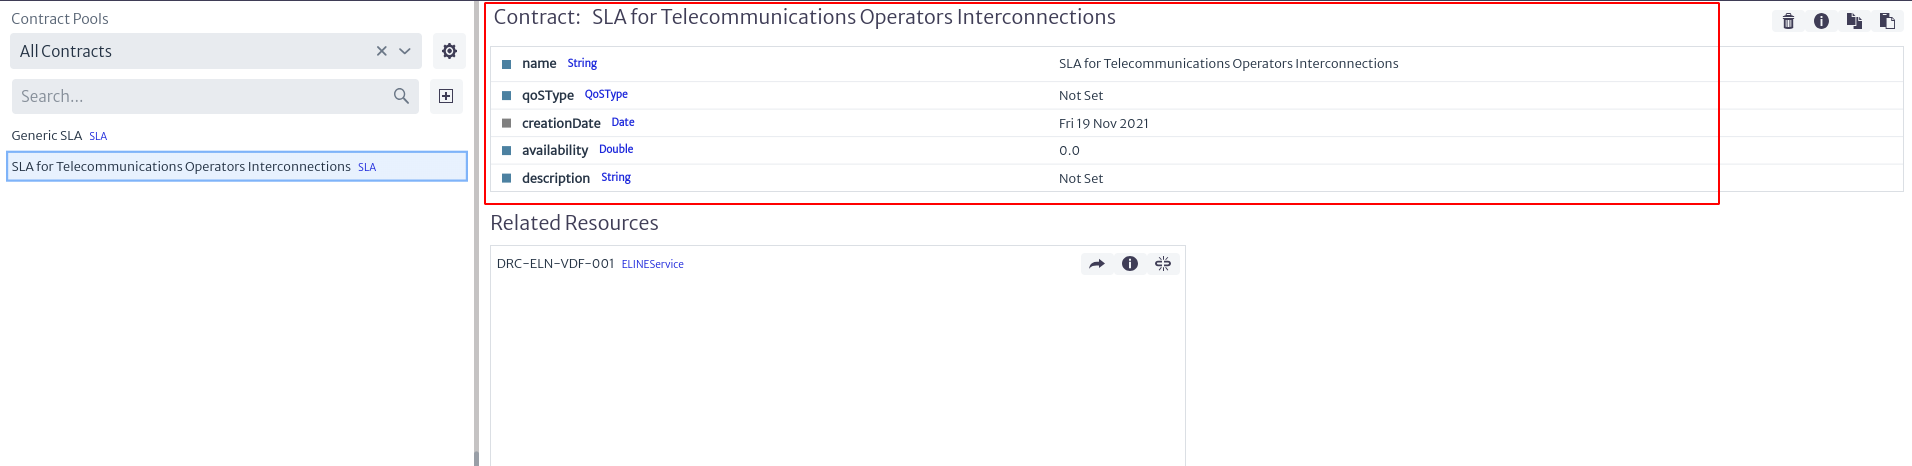 Contract Pools
All Contracts
Search...
Generic SLA SLA
SLA for Telecommunications Operators Interconnections SLA
Contract: SLA for Telecommunications Operators Interconnections
name String SLA for Telecommunications Operators Interconnections
qoSType QoSType Not Set
creationDate Date Fri 19 Nov 2021
availability Double 0.0
description String Not Set
Related Resources
DRC-ELN-VDF-001 ELINEService